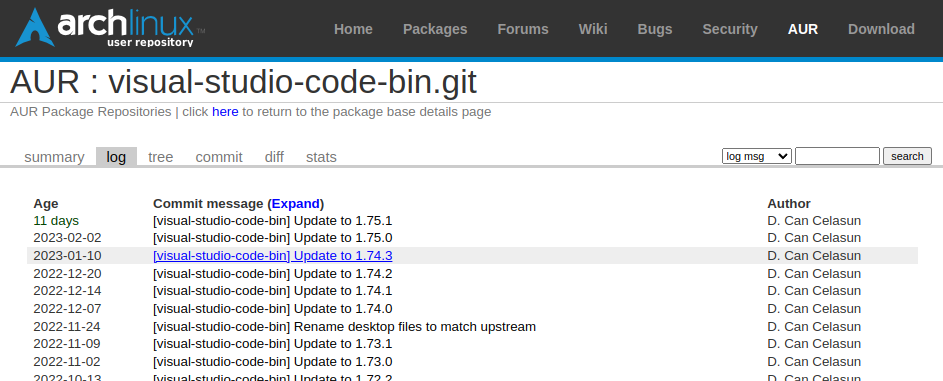 archlinux TM
user repository
Home Packages Forums Wiki Bugs Security AUR Download
AUR : visual-studio-code-bin.git
AUR Package Repositories | click here to return to the package base details page
summary log tree commit diff stats log msg search
Age Commit message (Expand) Author
11 days [visual-studio-code-bin] Update to 1.75.1 D. Can Celasun
2023-02-02 [visual-studio-code-bin] Update to 1.75.0 D. Can Celasun
2023-01-10 [visual-studio-code-bin] Update to 1.74.3 D. Can Celasun
2022-12-20 [visual-studio-code-bin] Update to 1.74.2 D. Can Celasun
2022-12-14 [visual-studio-code-bin] Update to 1.74.1 D. Can Celasun
2022-12-07 [visual-studio-code-bin] Update to 1.74.0 D. Can Celasun
2022-11-24 [visual-studio-code-bin] Rename desktop files to match upstream D. Can Celasun
2022-11-09 [visual-studio-code-bin] Update to 1.73.1 D. Can Celasun
2022-11-02 [visual-studio-code-bin] Update to 1.73.0 D. Can Celasun
2022-10-13 [visual-studio-code-bin] Update to 1.72.2 D. Can Celasun